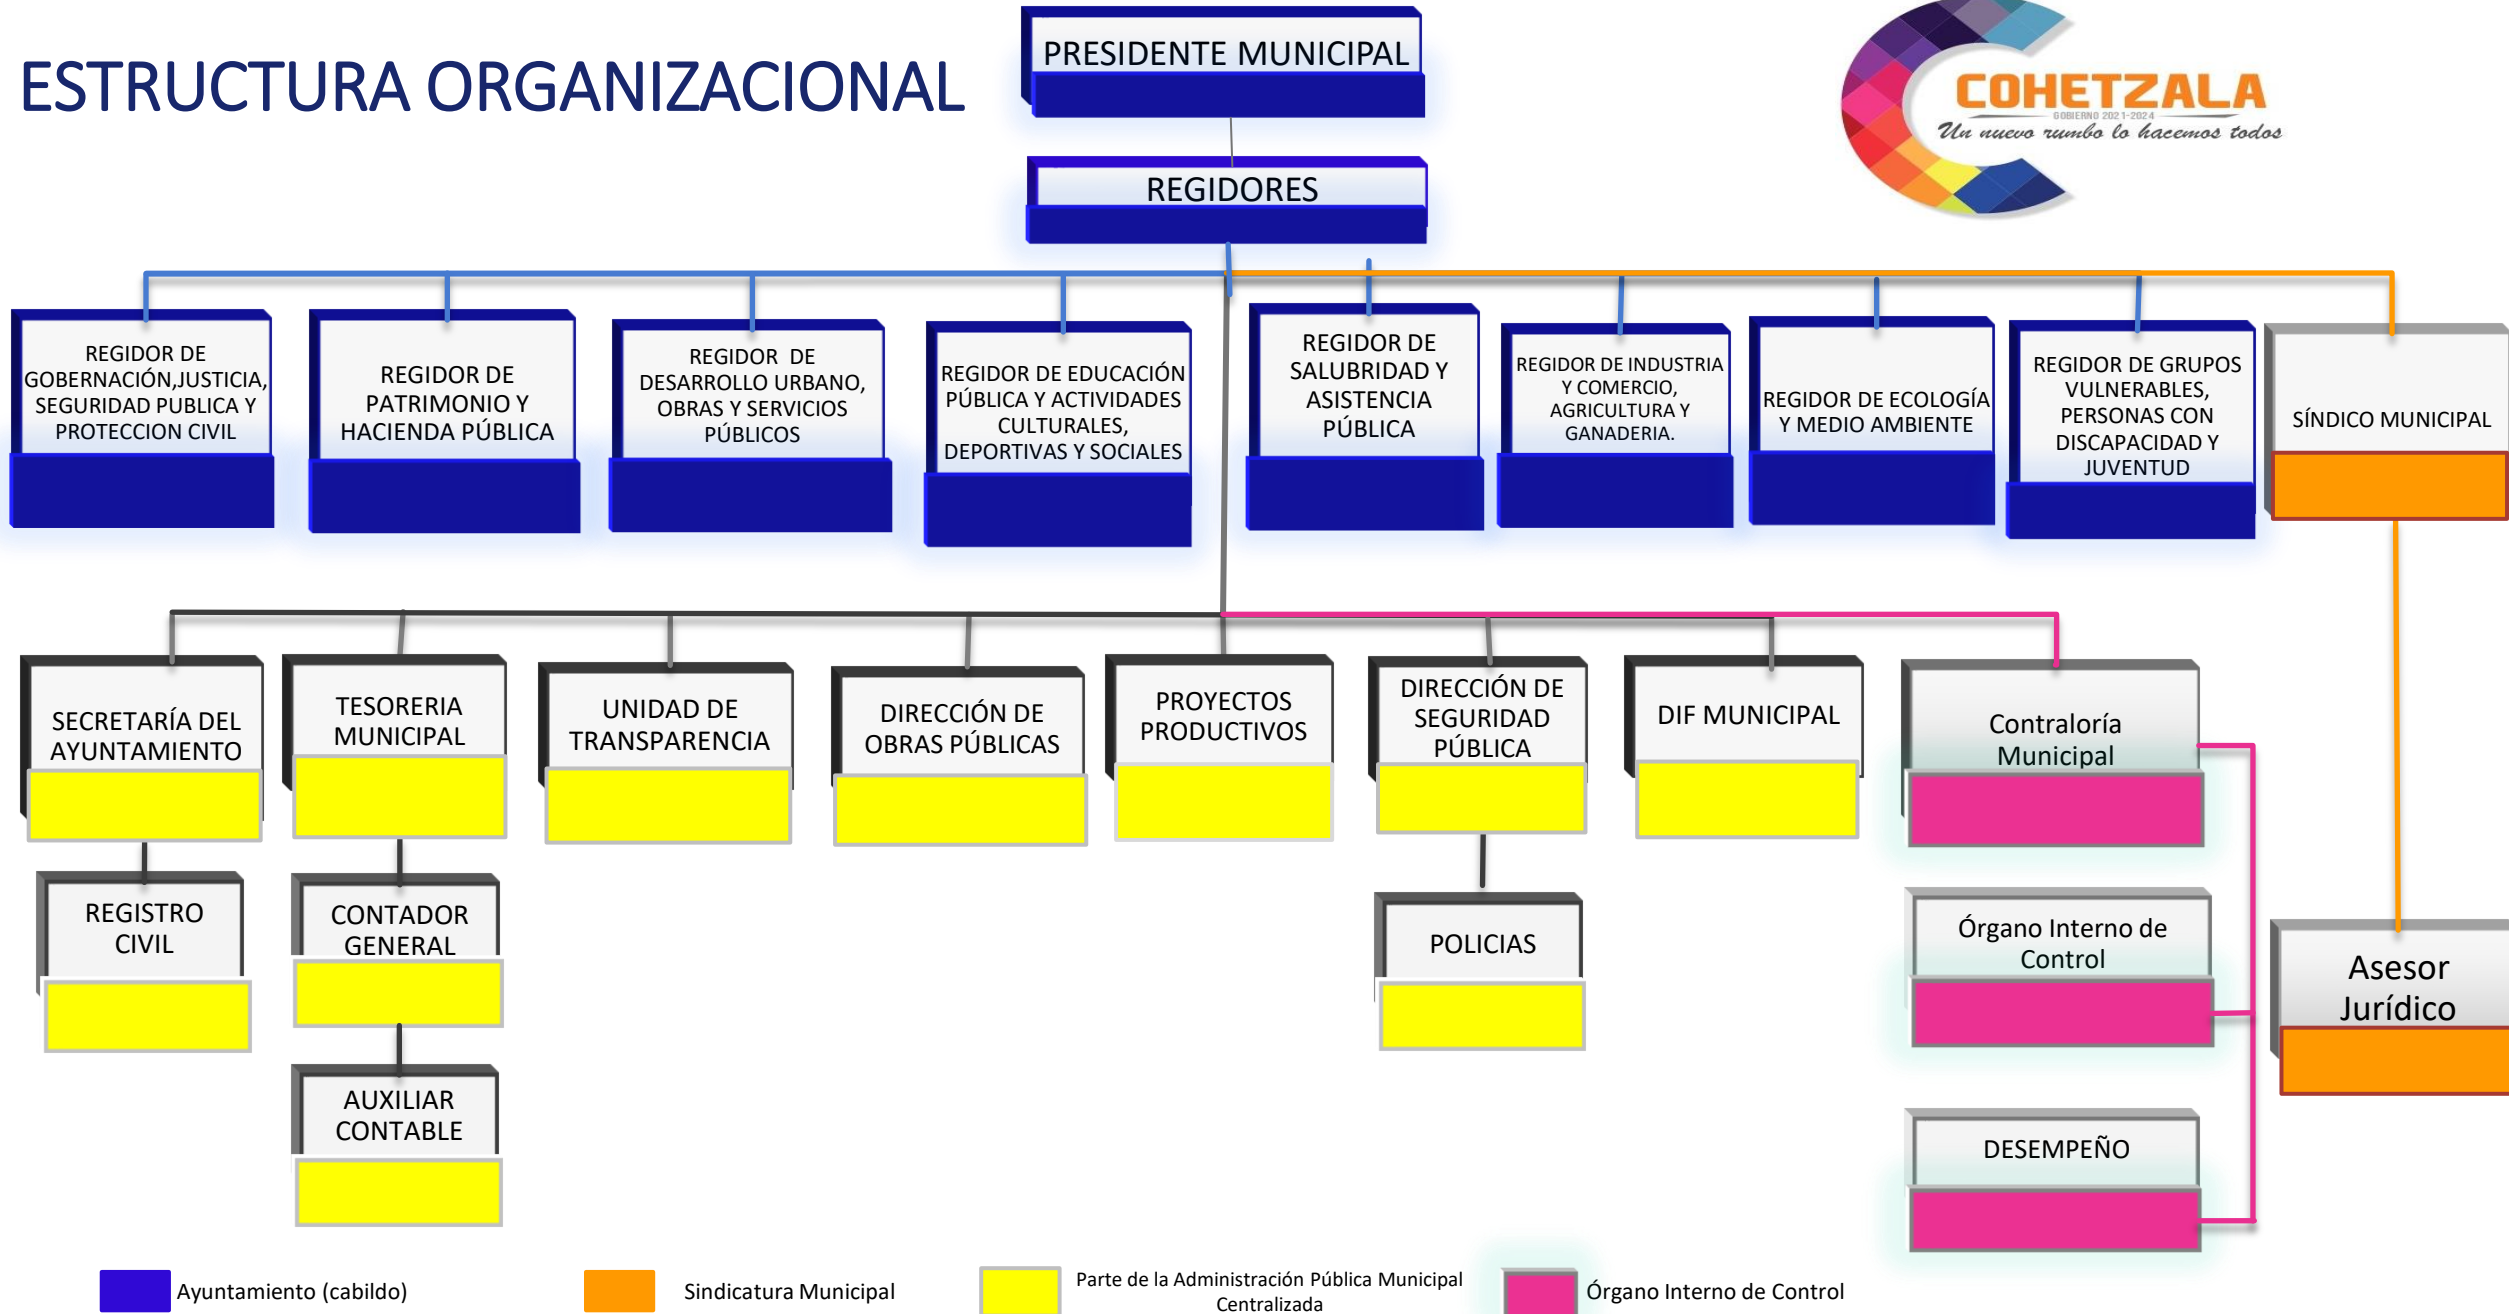 ESTRUCTURA ORGANIZACIONAL
PRESIDENTE MUNICIPAL
COHETZALA
GOBIERNO 2021-2024
Un nuevo rumbo lo hacemos todos
REGIDORES
REGIDOR DE
GOBERNACIÓN,JUSTICIA,
SEGURIDAD PUBLICA Y
PROTECCION CIVIL
REGIDOR DE
PATRIMONIO Y
HACIENDA PÚBLICA
REGIDOR DE
DESARROLLO URBANO,
OBRAS Y SERVICIOS
PÚBLICOS
REGIDOR DE EDUCACIÓN
PÚBLICA Y ACTIVIDADES
CULTURALES,
DEPORTIVAS Y SOCIALES
REGIDOR DE
SALUBRIDAD Y
ASISTENCIA
PÚBLICA
REGIDOR DE INDUSTRIA
Y COMERCIO,
AGRICULTURA Y
GANADERIA.
REGIDOR DE ECOLOGÍA
Y MEDIO AMBIENTE
REGIDOR DE GRUPOS
VULNERABLES,
PERSONAS CON
DISCAPACIDAD Y
JUVENTUD
SÍNDICO MUNICIPAL
SECRETARÍA DEL
AYUNTAMIENTO
TESORERIA
MUNICIPAL
UNIDAD DE
TRANSPARENCIA
DIRECCIÓN DE
OBRAS PÚBLICAS
PROYECTOS
PRODUCTIVOS
DIRECCIÓN DE
SEGURIDAD
PÚBLICA
DIF MUNICIPAL
Contraloría
Municipal
REGISTRO
CIVIL
CONTADOR
GENERAL
POLICIAS
Órgano Interno de
Control
Asesor
Jurídico
AUXILIAR
CONTABLE
DESEMPEÑO
Ayuntamiento (cabildo)
Sindicatura Municipal
Parte de la Administración Pública Municipal
Centralizada
Órgano Interno de Control